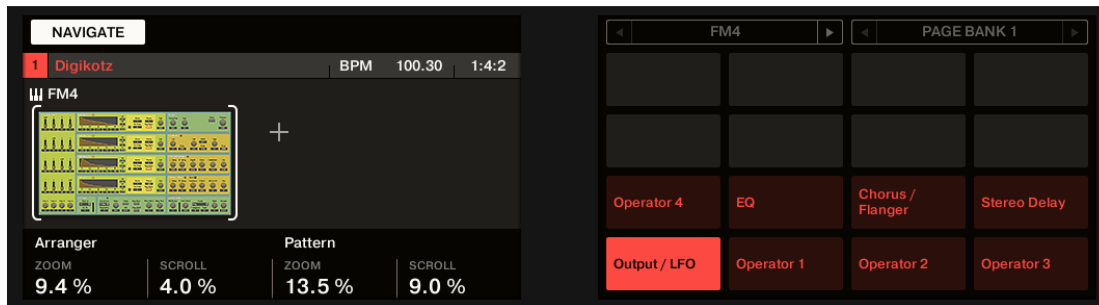 NAVIGATE
1 Digikotz BPM 100.30 1:4:2
FM4
Arranger Pattern
ZOOM SCROLL ZOOM SCROLL
9.4 % 4.0 % 13.5 % 9.0 %
FM4 PAGE BANK 1
Operator 4 EQ Chorus / Stereo Delay
Flanger
Output / LFO Operator 1 Operator 2 Operator 3